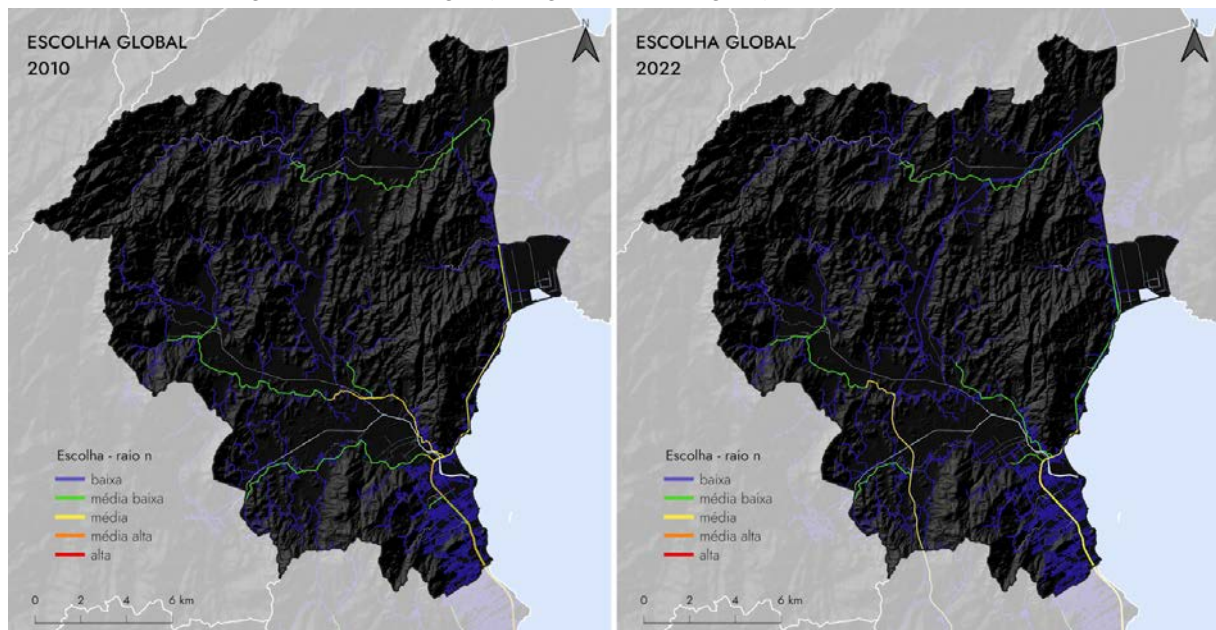 ESCOLHA GLOBAL
2010
N
Escolha - raio n
baixa
média baixa
média
média alta
alta
0 2 4 6 km
ESCOLHA GLOBAL
2022
N
Escolha - raio n
baixa
média baixa
média
média alta
alta
0 2 4 6 km